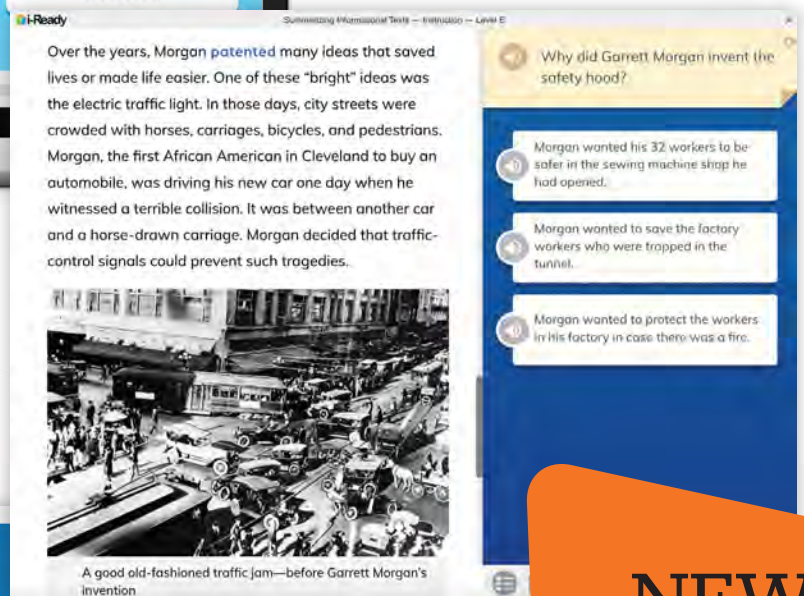 i-Ready
Summarizing Informational Texts — Instruction — Level E
Over the years, Morgan patented many ideas that saved
lives or made life easier. One of these “bright” ideas was
the electric traffic light. In those days, city streets were
crowded with horses, carriages, bicycles, and pedestrians.
Morgan, the first African American in Cleveland to buy an
automobile, was driving his new car one day when he
witnessed a terrible collision. It was between another car
and a horse-drawn carriage. Morgan decided that traffic-
control signals could prevent such tragedies.
A good old-fashioned traffic jam—before Garrett Morgan's
invention
Why did Garrett Morgan invent the
safety hood?
Morgan wanted his 32 workers to be
safer in the sewing machine shop he
had opened.
Morgan wanted to save the factory
workers who were trapped in the
tunnel.
Morgan wanted to protect the workers
in his factory in case there was a fire.
NEW